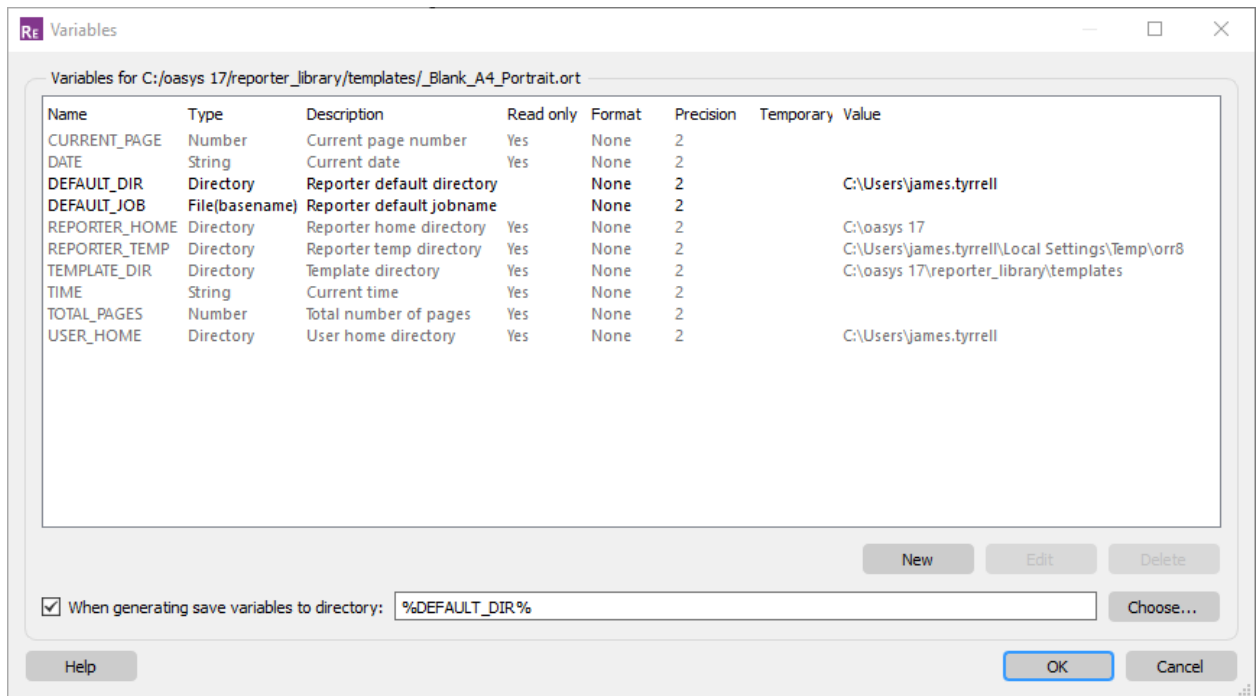 RE Variables
Variables for C:/oasys 17/reporter_library/templates/_Blank_A4_Portrait.ort
Name Type Description Read only Format Precision Temporary Value
CURRENT_PAGE Number Current page number Yes None 2
DATE String Current date Yes None 2
DEFAULT_DIR Directory Reporter default directory None 2 C:\Users\james.tyrrell
DEFAULT_JOB File(basename) Reporter default jobname None 2
REPORTER_HOME Directory Reporter home directory Yes None 2 C:\oasys 17
REPORTER_TEMP Directory Reporter temp directory Yes None 2 C:\Users\james.tyrrell\Local Settings\Temp\orr8
TEMPLATE_DIR Directory Template directory Yes None 2 C:\oasys 17\reporter_library\templates
TIME String Current time Yes None 2
TOTAL_PAGES Number Total number of pages Yes None 2
USER_HOME Directory User home directory Yes None 2 C:\Users\james.tyrrell
New Edit Delete
When generating save variables to directory: %DEFAULT_DIR% Choose...
Help OK Cancel